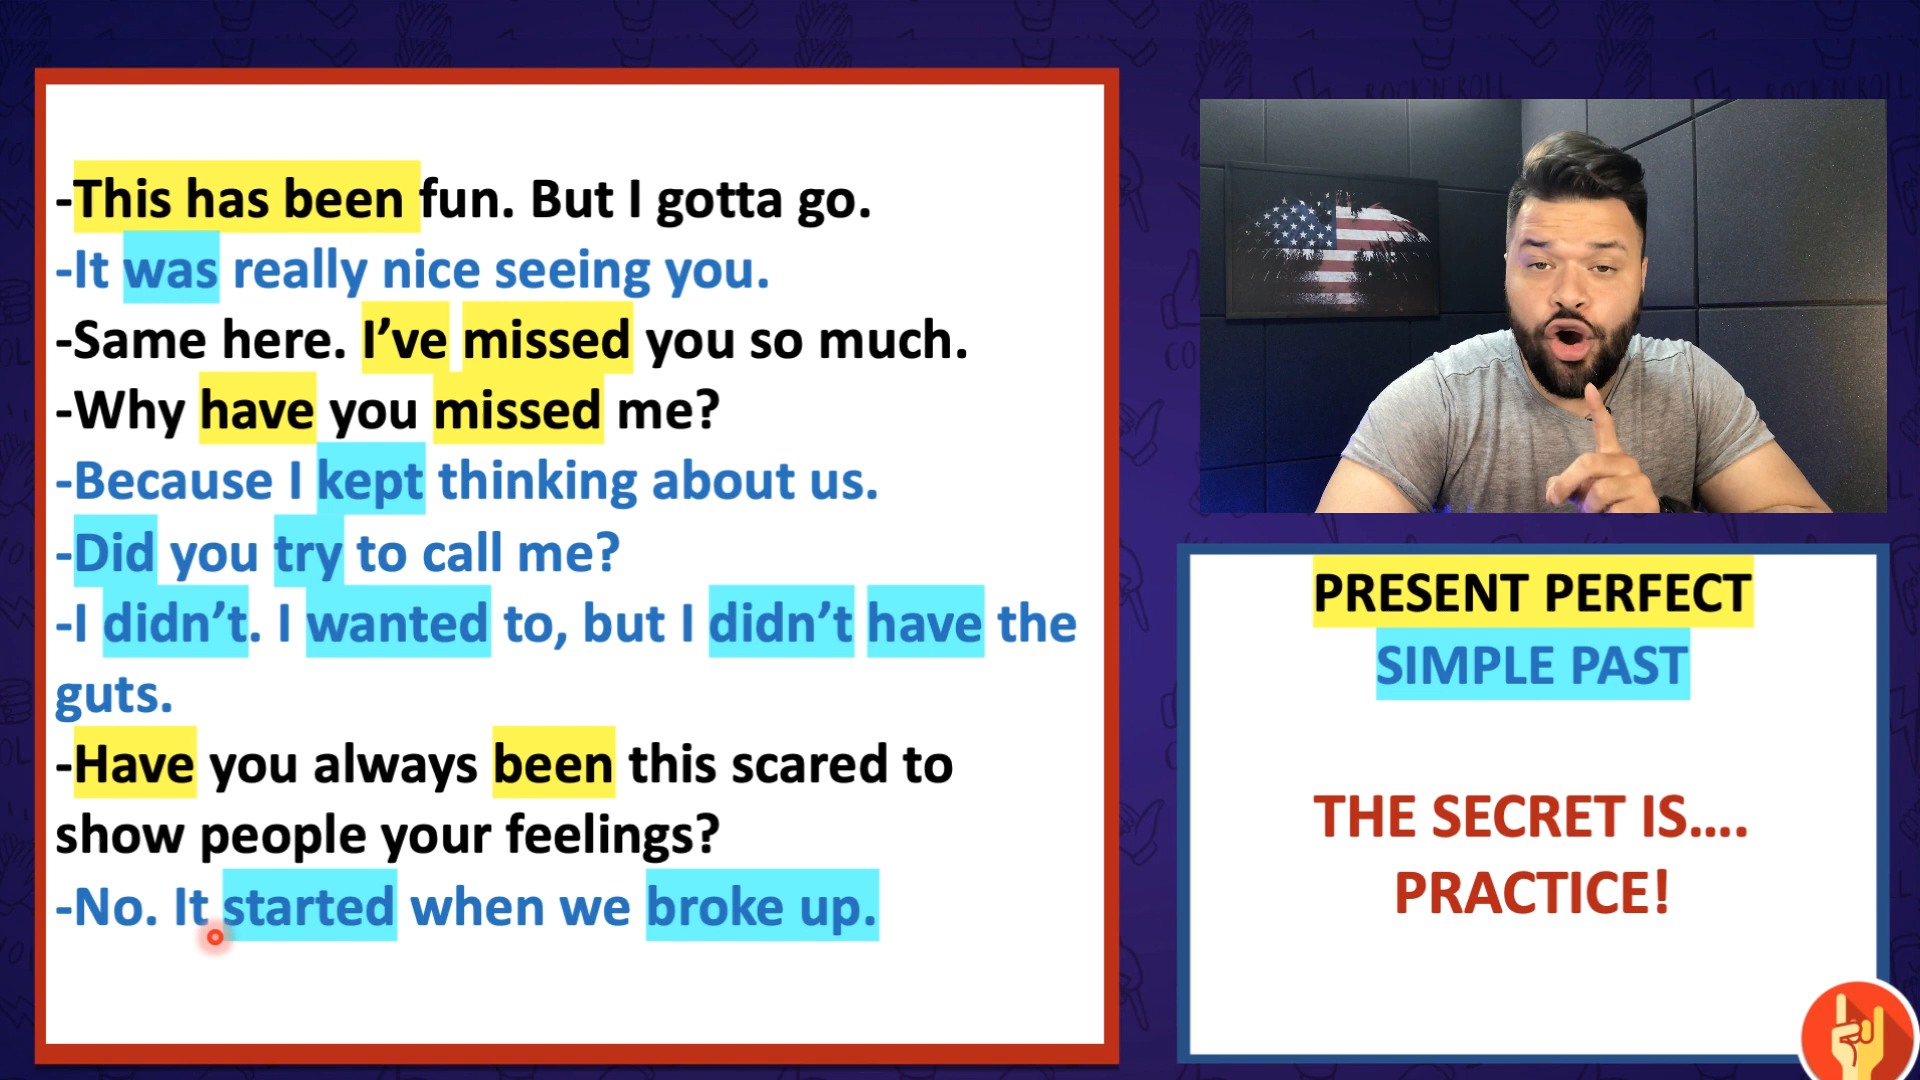 -This has been fun. But I gotta go.
-It was really nice seeing you.
-Same here. I’ve missed you so much.
-Why have you missed me?
-Because I kept thinking about us.
-Did you try to call me?
-I didn’t. I wanted to, but I didn’t have the
guts.
-Have you always been this scared to
show people your feelings?
-No. It started when we broke up.
PRESENT PERFECT
SIMPLE PAST
THE SECRET IS....
PRACTICE!
ROCK'N'ROLL